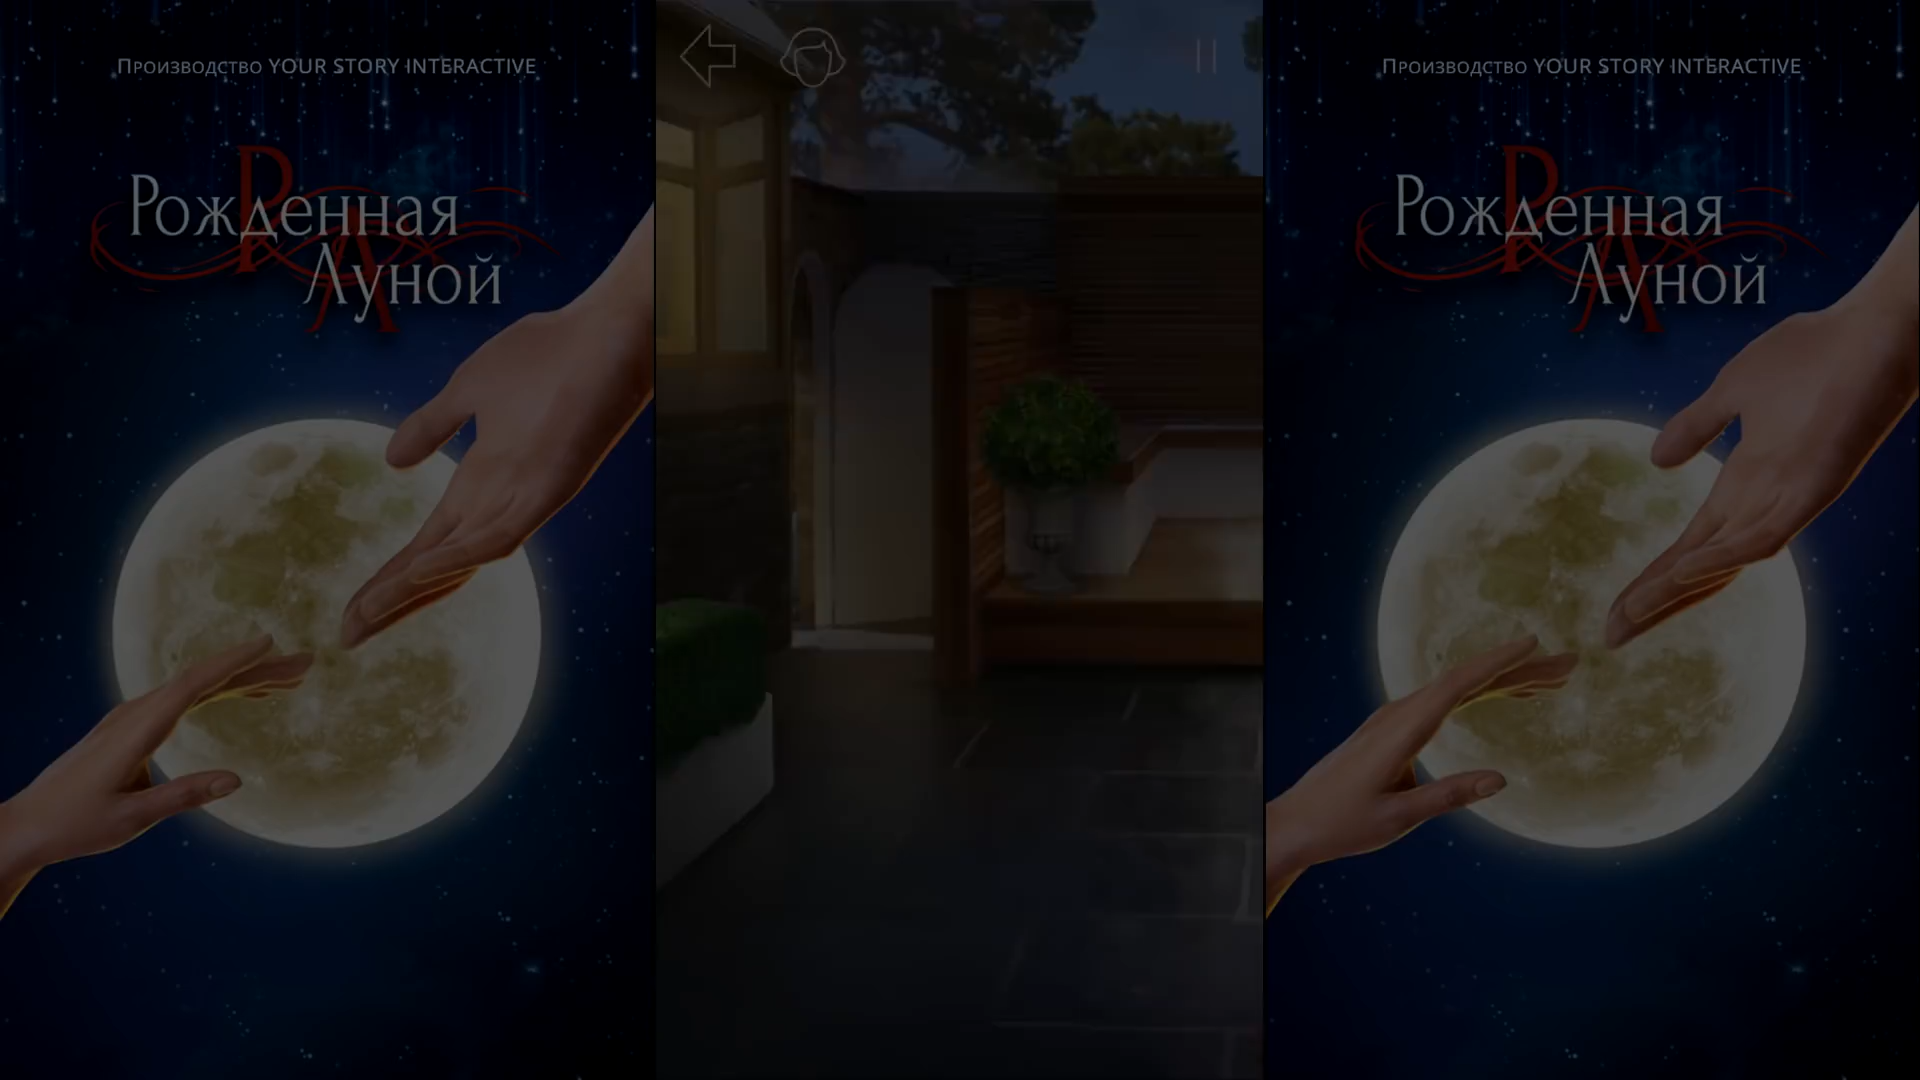 Производство YOUR STORY INTERACTIVE
Рожденная
Луной
Производство YOUR STORY INTERACTIVE
Рожденная
Луной